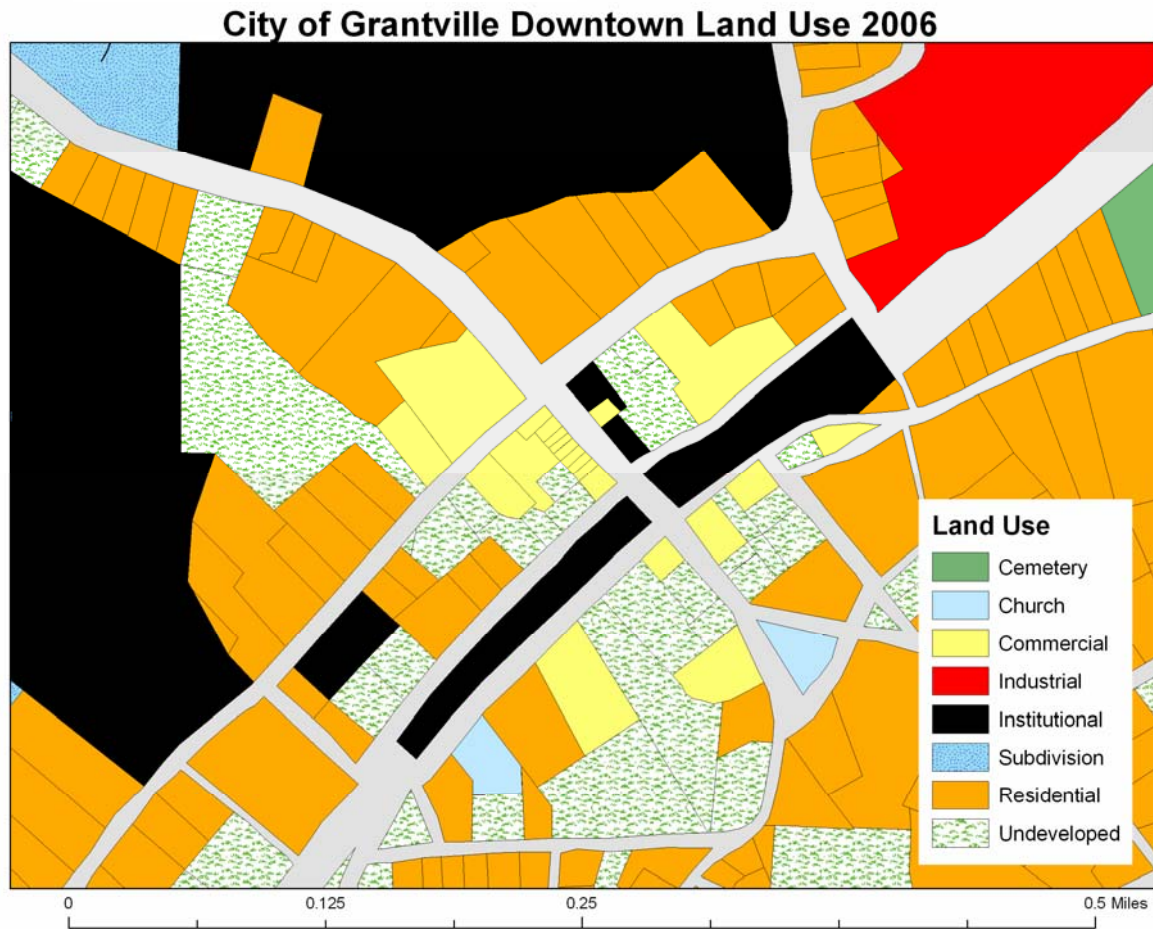 City of Grantville Downtown Land Use 2006
Land Use
Cemetery
Church
Commercial
Industrial
Institutional
Subdivision
Residential
Undeveloped
0 0.125 0.25 0.5 Miles